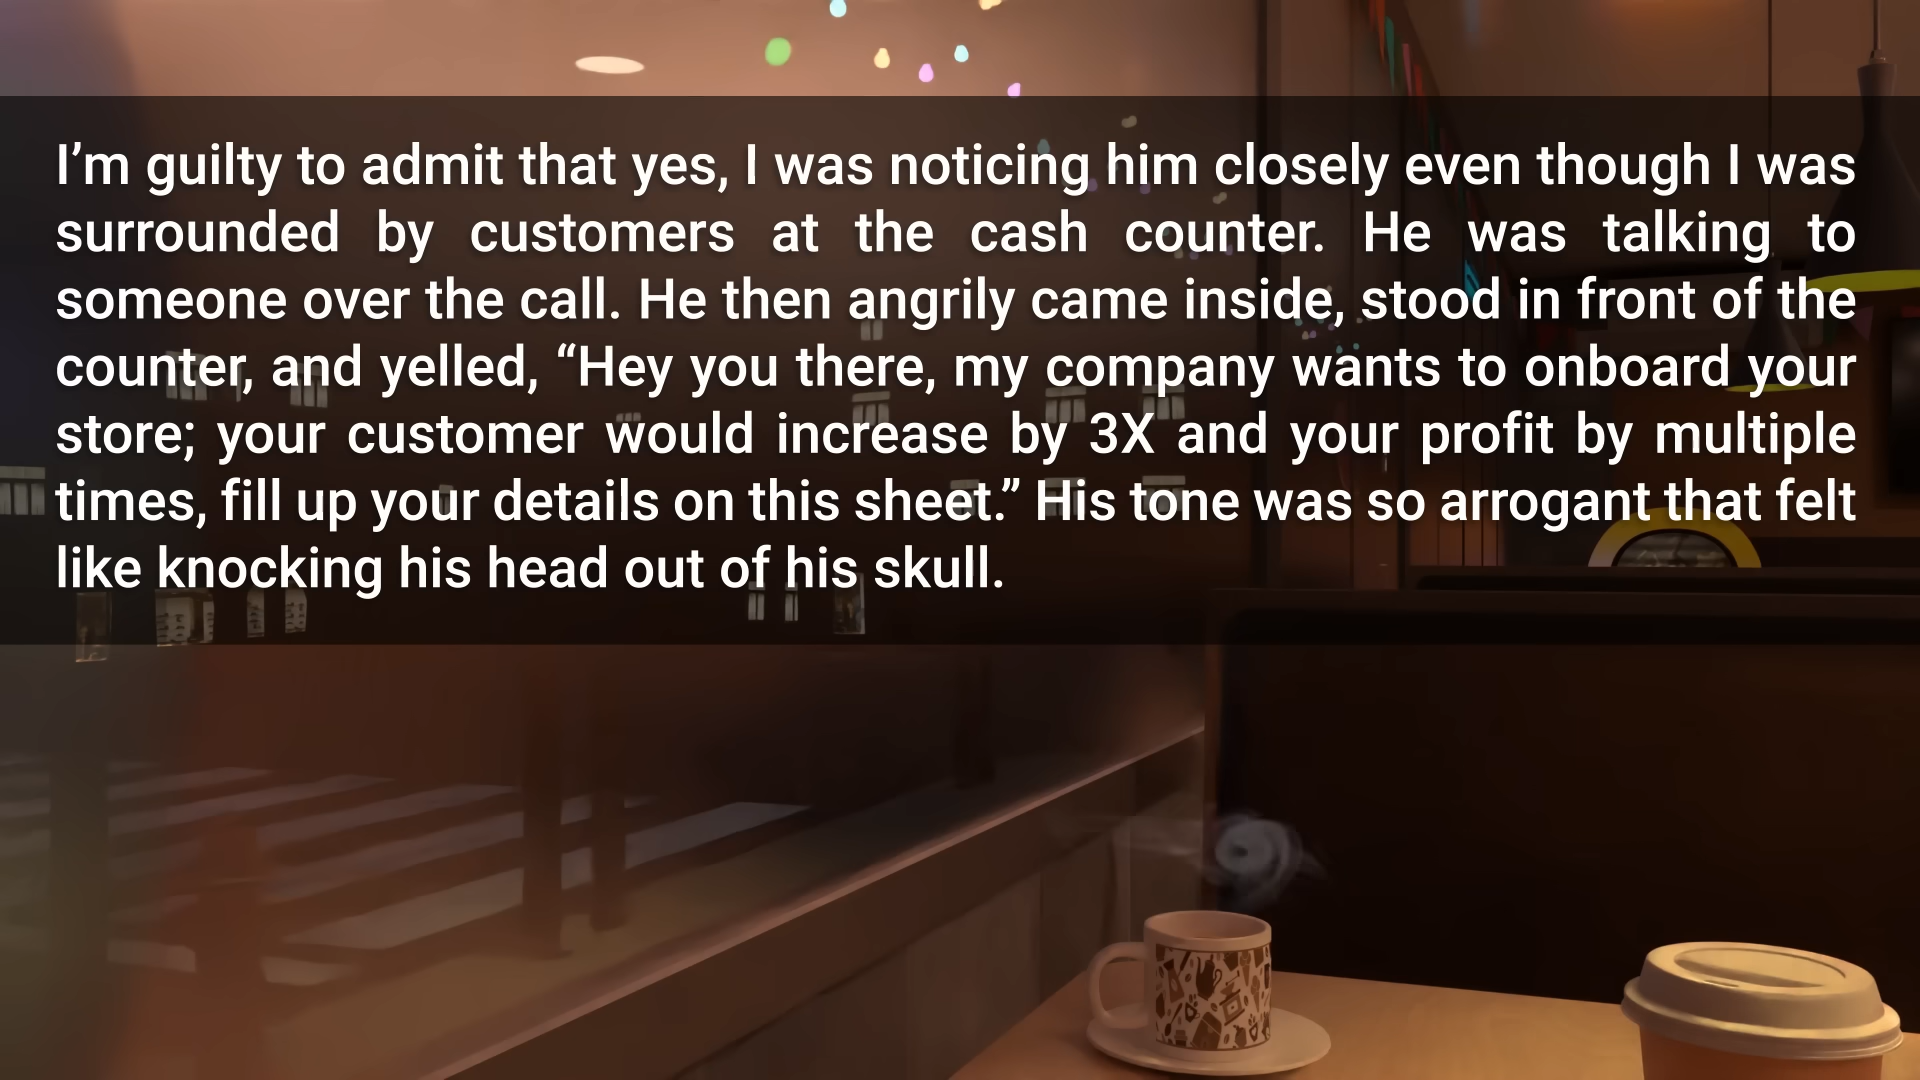 I’m guilty to admit that yes, I was noticing him closely even though I was
surrounded by customers at the cash counter. He was talking to
someone over the call. He then angrily came inside, stood in front of the
counter, and yelled, “Hey you there, my company wants to onboard your
store; your customer would increase by 3X and your profit by multiple
times, fill up your details on this sheet.” His tone was so arrogant that felt
like knocking his head out of his skull.